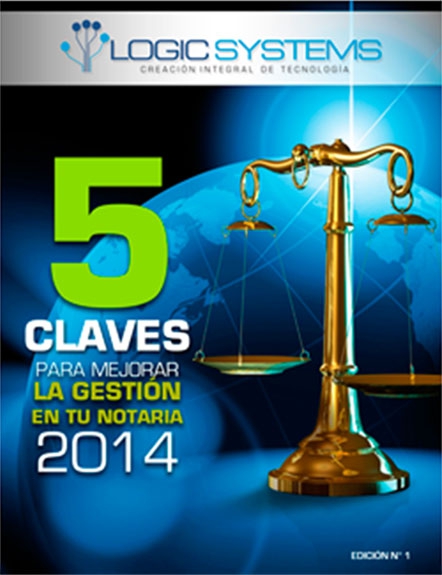 LOGIC SYSTEMS
CREACIÓN INTEGRAL DE TECNOLOGÍA
5
CLAVES
PARA MEJORAR
LA GESTIÓN
EN TU NOTARIA
2014
EDICIÓN N° 1